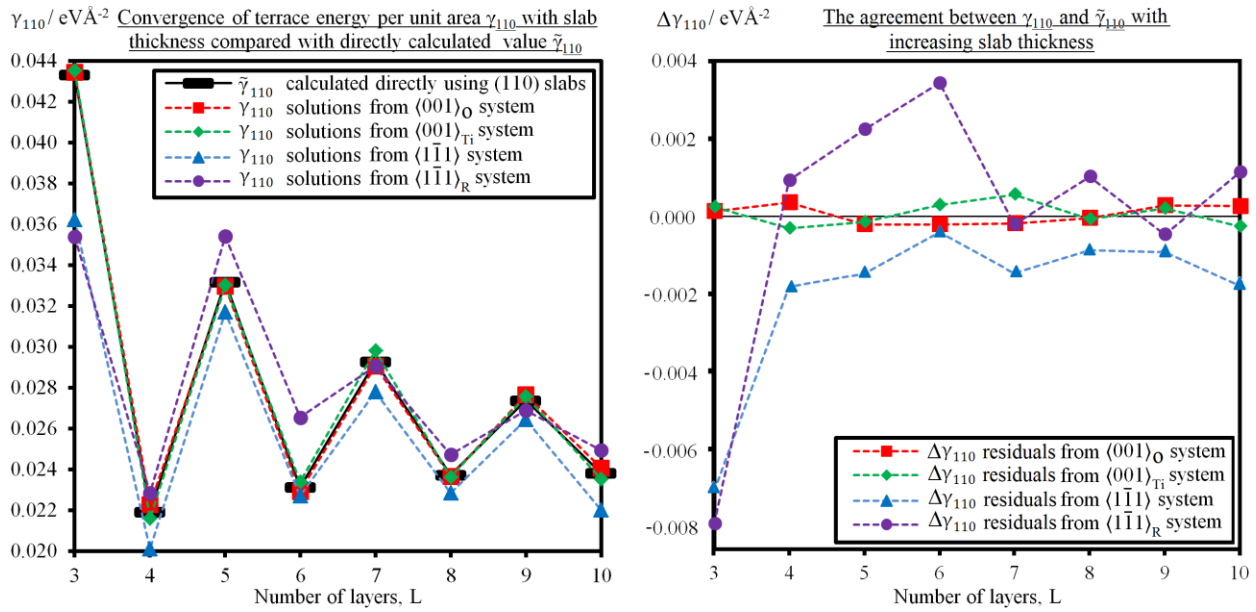 γ₁₁₀ / eVÅ⁻²
Convergence of terrace energy per unit area γ₁₁₀ with slab
thickness compared with directly calculated value γ̃₁₁₀
0.044
0.042
0.040
0.038
0.036
0.034
0.032
0.030
0.028
0.026
0.024
0.022
0.020
γ̃₁₁₀ calculated directly using (110) slabs
γ₁₁₀ solutions from ⟨001⟩O system
γ₁₁₀ solutions from ⟨001⟩Ti system
γ₁₁₀ solutions from ⟨11̄1⟩ system
γ₁₁₀ solutions from ⟨11̄1⟩R system
3 4 5 6 7 8 9 10
Number of layers, L
Δγ₁₁₀ / eVÅ⁻²
The agreement between γ₁₁₀ and γ̃₁₁₀ with
increasing slab thickness
0.004
0.002
0.000
-0.002
-0.004
-0.006
-0.008
Δγ₁₁₀ residuals from ⟨001⟩O system
Δγ₁₁₀ residuals from ⟨001⟩Ti system
Δγ₁₁₀ residuals from ⟨11̄1⟩ system
Δγ₁₁₀ residuals from ⟨11̄1⟩R system
3 4 5 6 7 8 9 10
Number of layers, L